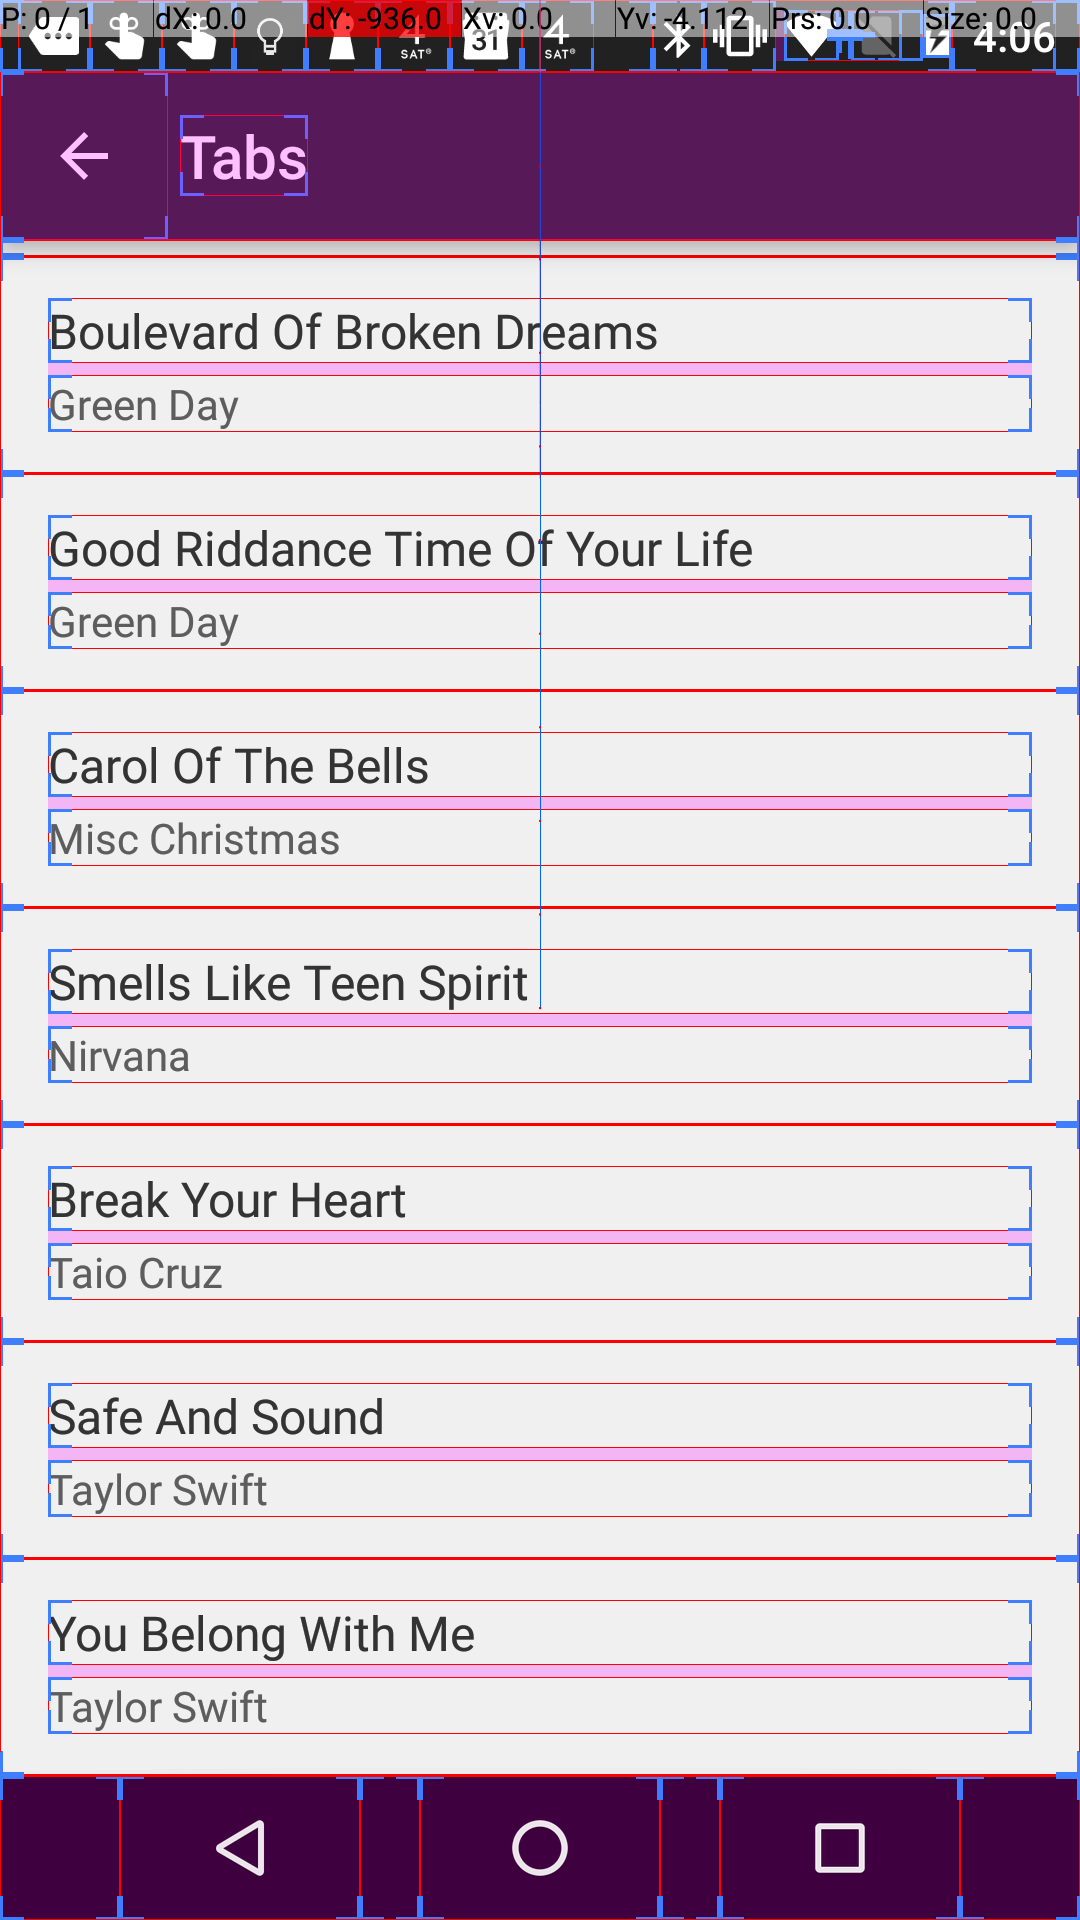 P: 0 / 1 dX: 0.0 dY: -936.0 Xv: 0.0 Yv: -4.112 Prs: 0.0 Size: 0.0
4 SAT® 31 4 SAT® 4:06
Tabs
Boulevard Of Broken Dreams
Green Day
Good Riddance Time Of Your Life
Green Day
Carol Of The Bells
Misc Christmas
Smells Like Teen Spirit
Nirvana
Break Your Heart
Taio Cruz
Safe And Sound
Taylor Swift
You Belong With Me
Taylor Swift